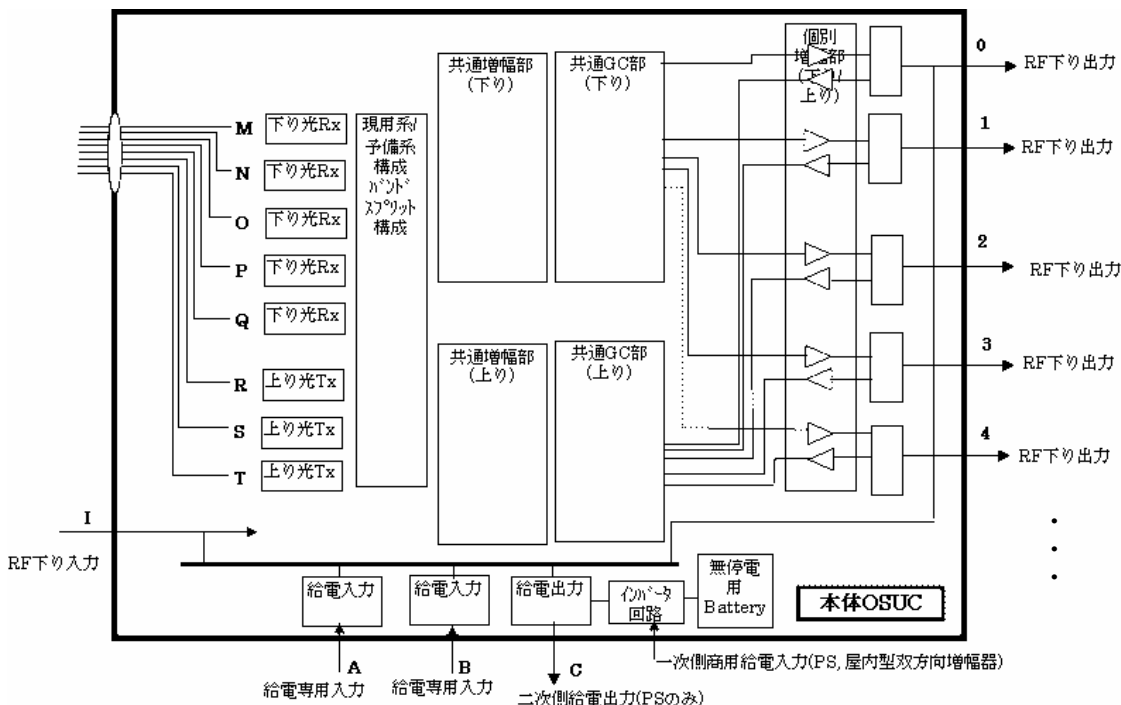 共通増幅部
(下り)
共通GC部
(下り)
個別
増幅部
(下り/
上り)
0
RF下り出力
M
下り光Rx
現用系/
予備系
構成
ﾊﾞﾝﾄﾞ
ｽﾌﾟﾘｯﾄ
構成
1
RF下り出力
N
下り光Rx
O
下り光Rx
P
下り光Rx
2
RF下り出力
Q
下り光Rx
共通増幅部
(上り)
共通GC部
(上り)
3
RF下り出力
R
上り光Tx
S
上り光Tx
4
RF下り出力
T
上り光Tx
I
RF下り入力
給電入力
給電入力
給電出力
ｲﾝﾊﾞｰﾀ
回路
無停電
用
Battery
本体OSUC
A
給電専用入力
B
給電専用入力
C
二次側給電出力(PSのみ)
一次側商用給電入力(PS, 屋内型双方向増幅器)